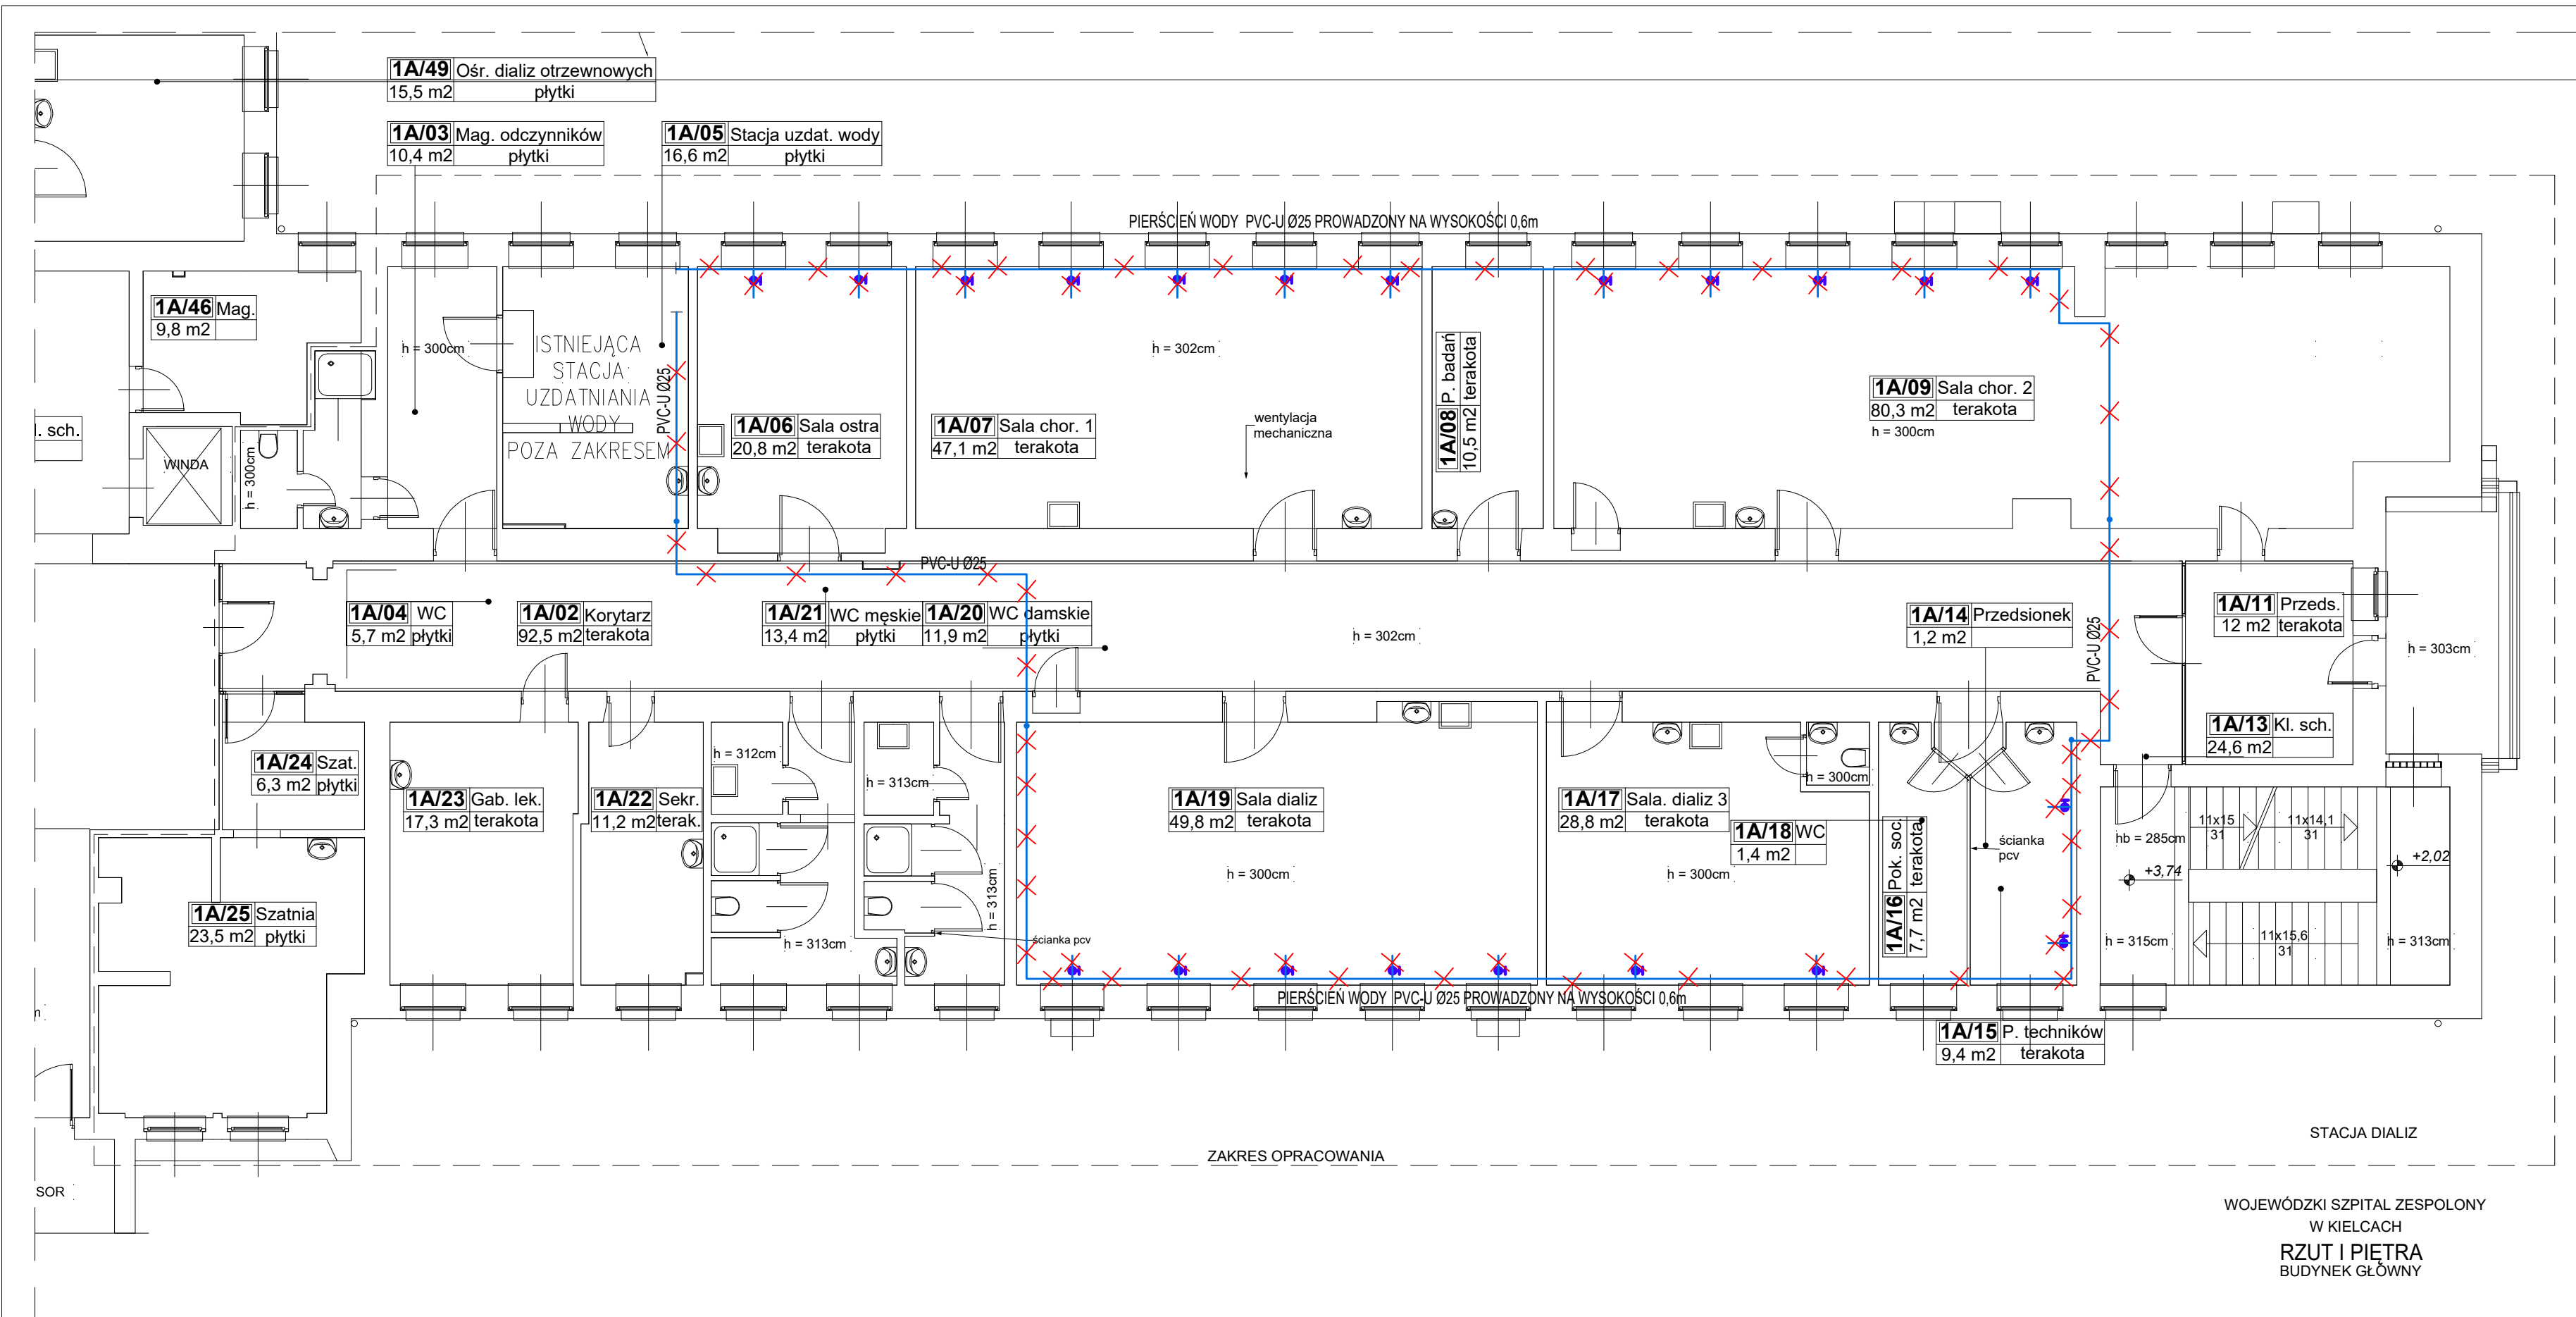 1A/49 Ośr. dializ otrzewnowych
15,5 m2 płytki
1A/03 Mag. odczynników
10,4 m2 płytki
1A/05 Stacja uzdat. wody
16,6 m2 płytki
PIERŚCIEŃ WODY PVC-U Ø25 PROWADZONY NA WYSOKOŚCI 0,6m
1A/46 Mag.
9,8 m2
h = 300cm
ISTNIEJĄCA
STACJA
UZDATNIANIA
WODY
POZA ZAKRESEM
PVC-U Ø25
1A/06 Sala ostra
20,8 m2 terakota
h = 302cm
1A/07 Sala chor. 1
47,1 m2 terakota
wentylacja
mechaniczna
1A/08 P. badań
10,5 m2 terakota
1A/09 Sala chor. 2
80,3 m2 terakota
h = 300cm
l. sch.
WINDA
h = 300cm
PVC-U Ø25
1A/04 WC
5,7 m2 płytki
1A/02 Korytarz
92,5 m2 terakota
1A/21 WC męskie
13,4 m2 płytki
1A/20 WC damskie
11,9 m2 płytki
h = 302cm
1A/14 Przedsionek
1,2 m2
PVC-U Ø25
1A/11 Przeds.
12 m2 terakota
h = 303cm
1A/13 Kl. sch.
24,6 m2
1A/24 Szat.
6,3 m2 płytki
1A/23 Gab. lek.
17,3 m2 terakota
1A/22 Sekr.
11,2 m2 terak.
h = 312cm
h = 313cm
1A/19 Sala dializ
49,8 m2 terakota
h = 300cm
1A/17 Sala. dializ 3
28,8 m2 terakota
h = 300cm
h = 300cm
1A/18 WC
1,4 m2
1A/16 Pok. soc.
7,7 m2 terakota
ścianka
pcv
hb = 285cm
11x15
31
11x14,1
31
+3,74
+2,02
1A/25 Szatnia
23,5 m2 płytki
h = 313cm
h = 313cm
ścianka pcv
h = 315cm
11x15,6
31
h = 313cm
PIERŚCIEŃ WODY PVC-U Ø25 PROWADZONY NA WYSOKOŚCI 0,6m
1A/15 P. techników
9,4 m2 terakota
STACJA DIALIZ
ZAKRES OPRACOWANIA
SOR
WOJEWÓDZKI SZPITAL ZESPOLONY
W KIELCACH
RZUT I PIĘTRA
BUDYNEK GŁÓWNY